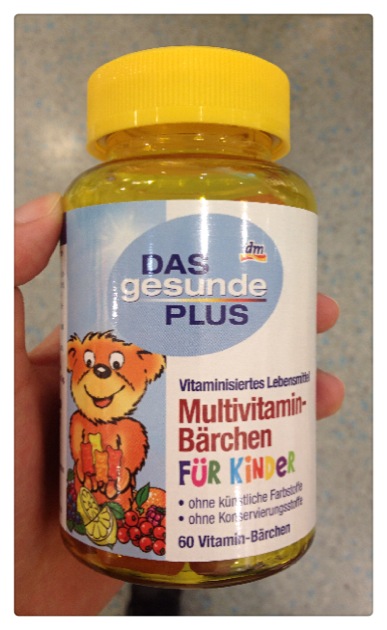 dm
DAS
gesunde
PLUS
Vitaminisiertes Lebensmittel
Multivitamin-
Bärchen
FÜR KiNDeR
• ohne künstliche Farbstoffe
• ohne Konservierungsstoffe
60 Vitamin-Bärchen